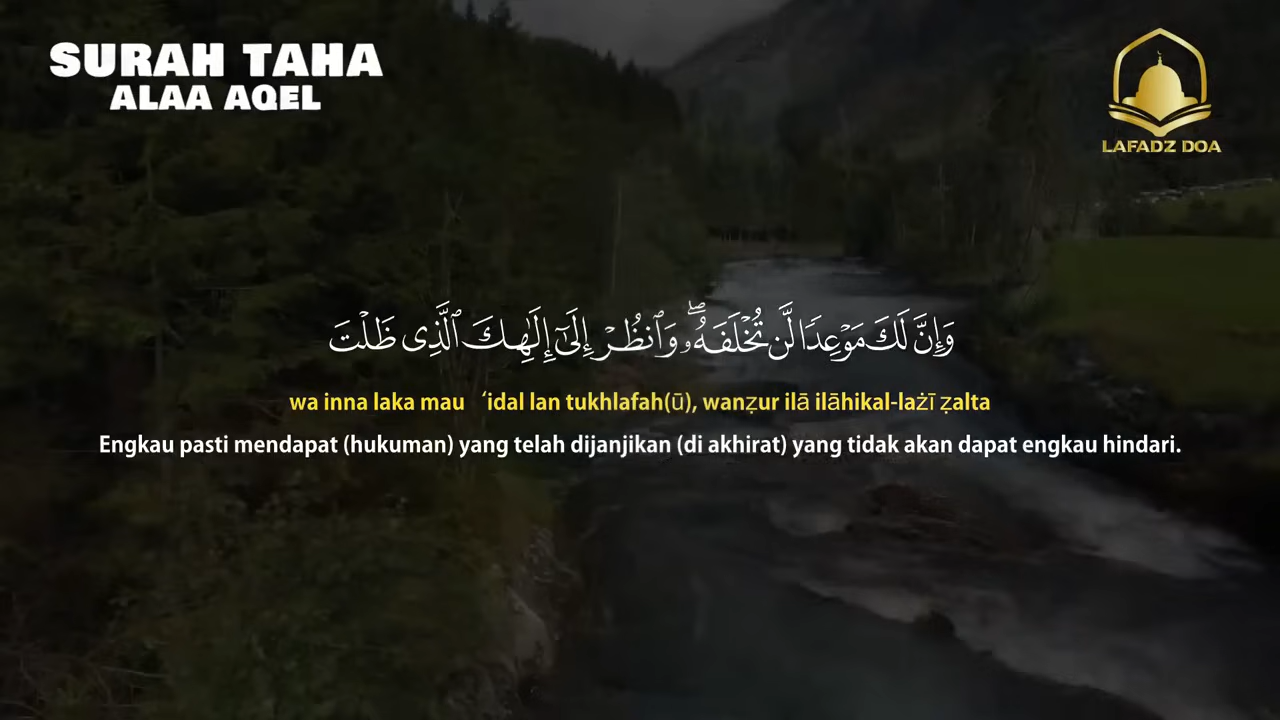 SURAH TAHA
ALAA AQEL
LAFADZ DOA
وَإِنَّ لَكَ مَوْعِدًا لَّن تُخْلَفَهُۥ ۖ وَٱنظُرْ إِلَىٰٓ إِلَٰهِكَ ٱلَّذِى ظَلْتَ
wa inna laka mau ‘idal lan tukhlafah(ū), wanẓur ilā ilāhikal-lażī ẓalta
Engkau pasti mendapat (hukuman) yang telah dijanjikan (di akhirat) yang tidak akan dapat engkau hindari.